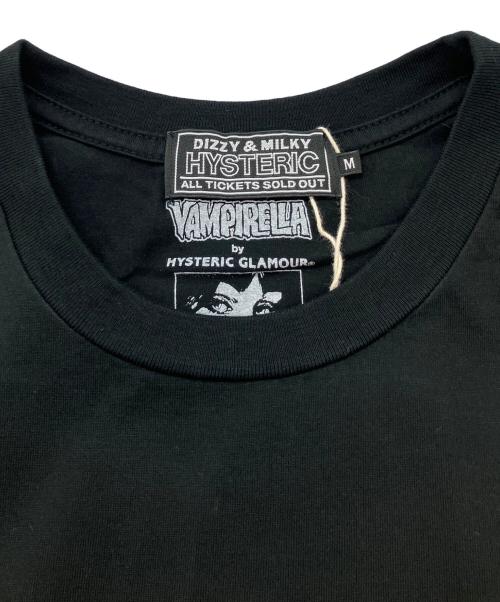 DIZZY & MILKY
HYSTERIC
ALL TICKETS SOLD OUT
M
VAMPIRELLA
by
HYSTERIC GLAMOUR®